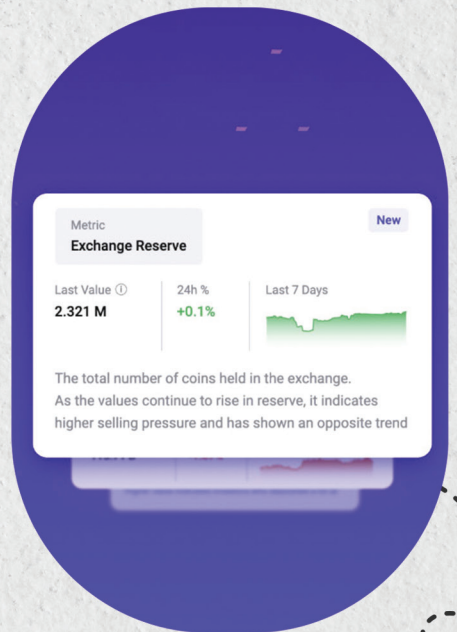 Metric
New
Exchange Reserve
Last Value ⓘ
24h %
Last 7 Days
2.321 M
+0.1%
The total number of coins held in the exchange.
As the values continue to rise in reserve, it indicates
higher selling pressure and has shown an opposite trend